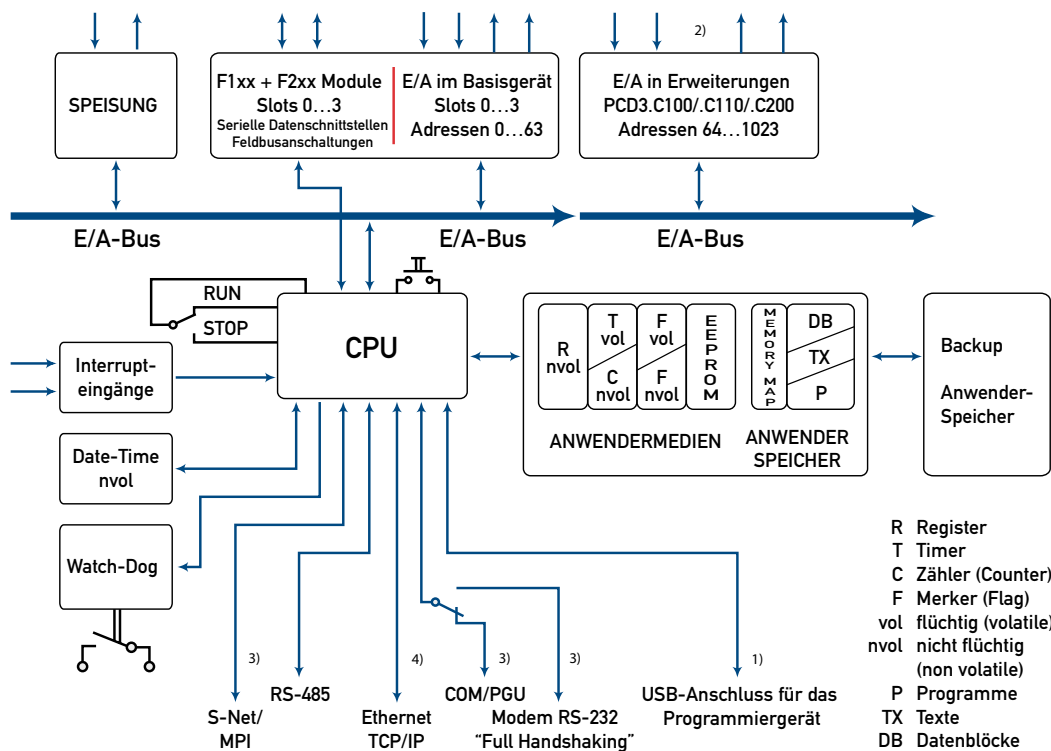 2)
SPEISUNG
F1xx + F2xx Module
Slots 0...3
Serielle Datenschnittstellen
Feldbusanschaltungen
E/A im Basisgerät
Slots 0...3
Adressen 0...63
E/A in Erweiterungen
PCD3.C100/.C110/.C200
Adressen 64...1023
E/A-Bus
E/A-Bus
E/A-Bus
RUN
STOP
CPU
Interrupt-
eingänge
Date-Time
nvol
Watch-Dog
R
nvol
T
vol
C
nvol
F
vol
F
nvol
EEPROM
MEMORY MAP
DB
TX
P
ANWENDERMEDIEN
ANWENDER
SPEICHER
Backup
Anwender-
Speicher
R Register
T Timer
C Zähler (Counter)
F Merker (Flag)
vol flüchtig (volatile)
nvol nicht flüchtig
(non volatile)
P Programme
TX Texte
DB Datenblöcke
3)
4)
3)
3)
1)
S-Net/
MPI
RS-485
Ethernet
TCP/IP
COM/PGU
Modem RS-232
“Full Handshaking”
USB-Anschluss für das
Programmiergerät